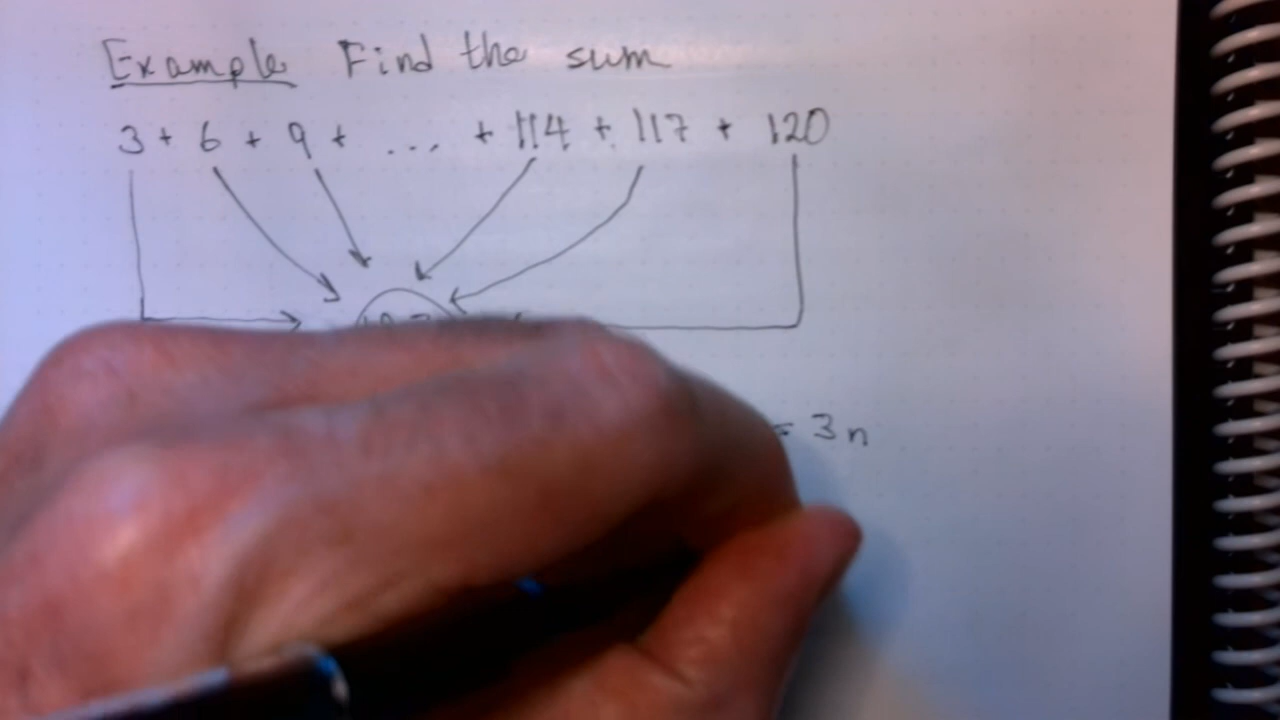 Example Find the sum
3 + 6 + 9 + ... + 114 + 117 + 120
= 3n